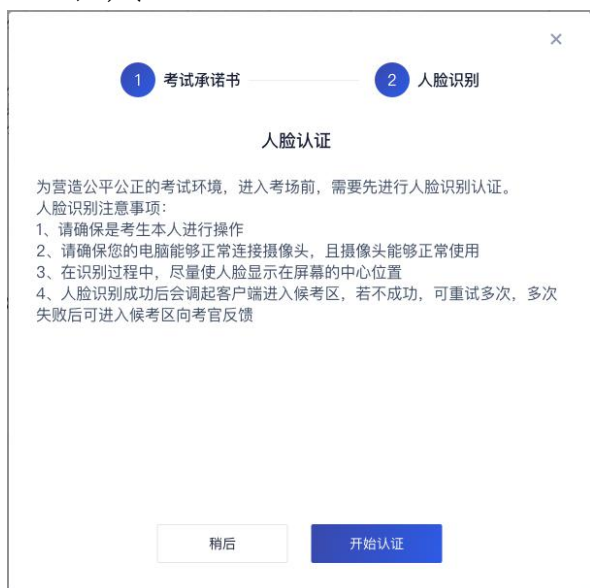 ×
1 考试承诺书 2 人脸识别
人脸认证
为营造公平公正的考试环境，进入考场前，需要先进行人脸识别认证。
人脸识别注意事项：
1、请确保是考生本人进行操作
2、请确保您的电脑能够正常连接摄像头，且摄像头能够正常使用
3、在识别过程中，尽量使人脸显示在屏幕的中心位置
4、人脸识别成功后会调起客户端进入候考区，若不成功，可重试多次，多次
失败后可进入候考区向考官反馈
稍后 开始认证